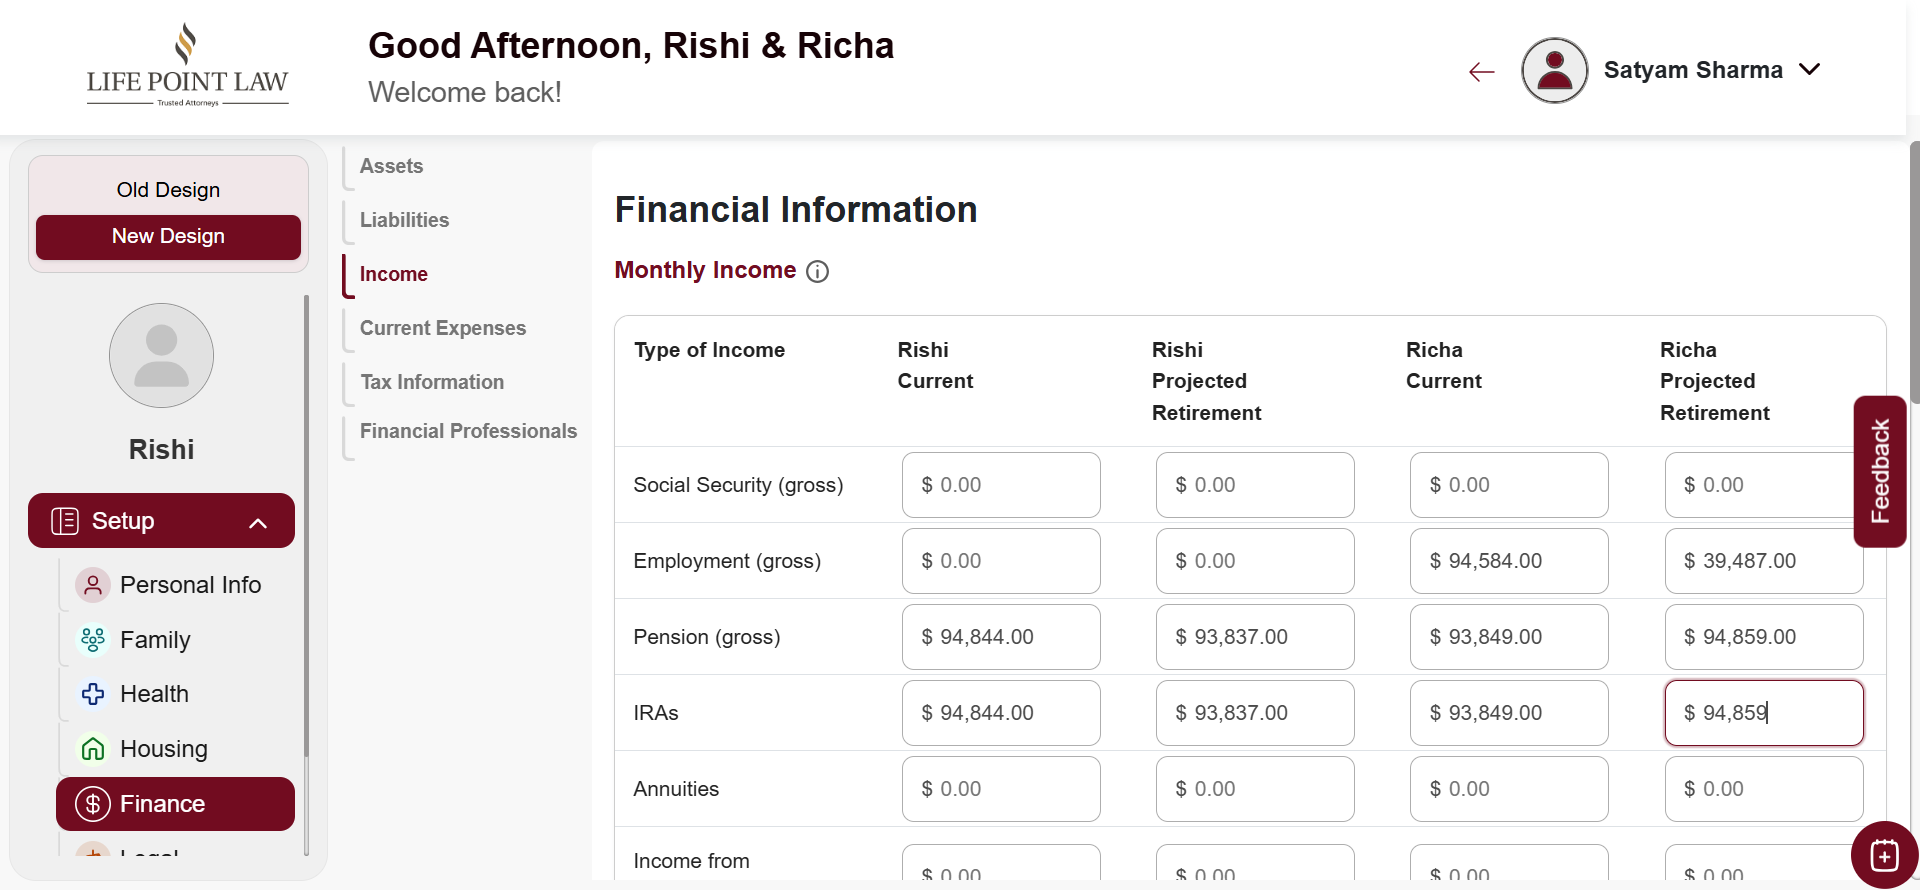 LIFE POINT LAW
Trusted Attorneys
Good Afternoon, Rishi & Richa
Welcome back!
Satyam Sharma
Old Design
New Design
Rishi
Setup
Personal Info
Family
Health
Housing
Finance
Assets
Liabilities
Income
Current Expenses
Tax Information
Financial Professionals
Financial Information
Monthly Income
Type of Income
Rishi
Current
Rishi
Projected
Retirement
Richa
Current
Richa
Projected
Retirement
Social Security (gross) $ 0.00 $ 0.00 $ 0.00 $ 0.00
Employment (gross) $ 0.00 $ 0.00 $ 94,584.00 $ 39,487.00
Pension (gross) $ 94,844.00 $ 93,837.00 $ 93,849.00 $ 94,859.00
IRAs $ 94,844.00 $ 93,837.00 $ 93,849.00 $ 94,859
Annuities $ 0.00 $ 0.00 $ 0.00 $ 0.00
Income from
$ 0.00 $ 0.00 $ 0.00 $ 0.00
Feedback